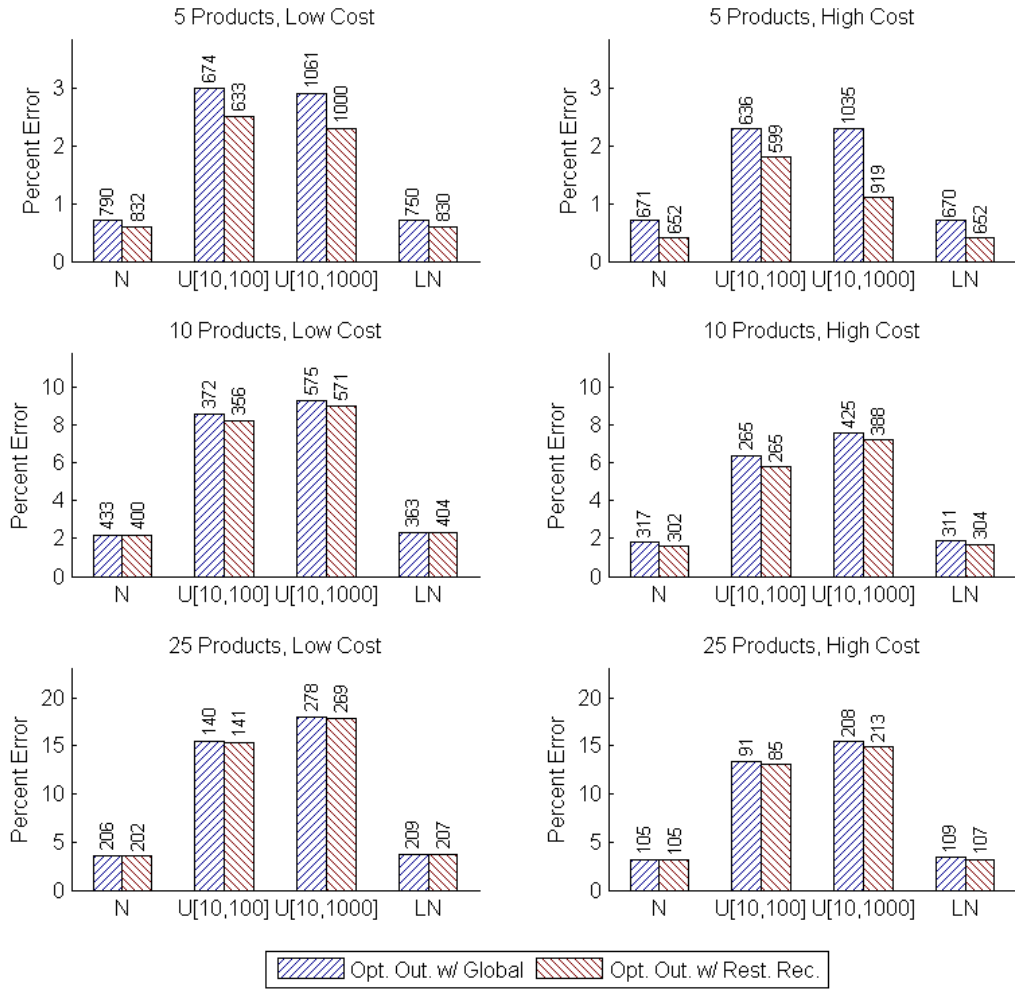 5 Products, Low Cost
Percent Error
3
2
1
0
790
832
674
633
1061
1000
750
830
N
U[10,100]
U[10,1000]
LN
5 Products, High Cost
Percent Error
3
2
1
0
671
652
636
599
1035
919
670
652
N
U[10,100]
U[10,1000]
LN
10 Products, Low Cost
Percent Error
10
8
6
4
2
0
433
400
372
356
575
571
363
404
N
U[10,100]
U[10,1000]
LN
10 Products, High Cost
Percent Error
10
8
6
4
2
0
317
302
265
265
425
388
311
304
N
U[10,100]
U[10,1000]
LN
25 Products, Low Cost
Percent Error
20
15
10
5
0
206
202
140
141
278
269
209
207
N
U[10,100]
U[10,1000]
LN
25 Products, High Cost
Percent Error
20
15
10
5
0
105
105
91
85
208
213
109
107
N
U[10,100]
U[10,1000]
LN
Opt. Out. w/ Global
Opt. Out. w/ Rest. Rec.